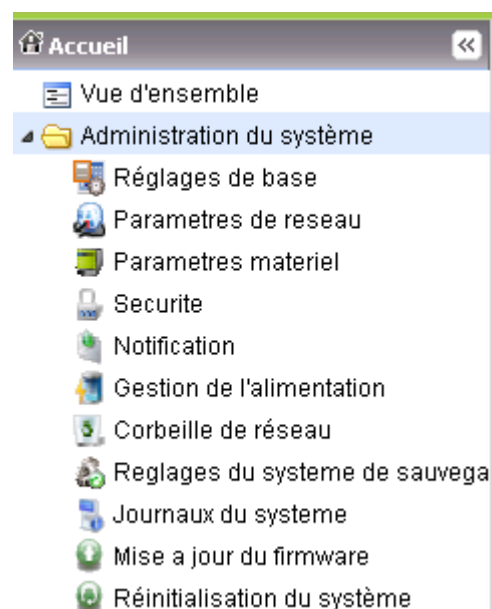 Accueil
Vue d'ensemble
Administration du système
Réglages de base
Parametres de reseau
Parametres materiel
Securite
Notification
Gestion de l'alimentation
Corbeille de réseau
Reglages du systeme de sauvega
Journaux du systeme
Mise a jour du firmware
Réinitialisation du système